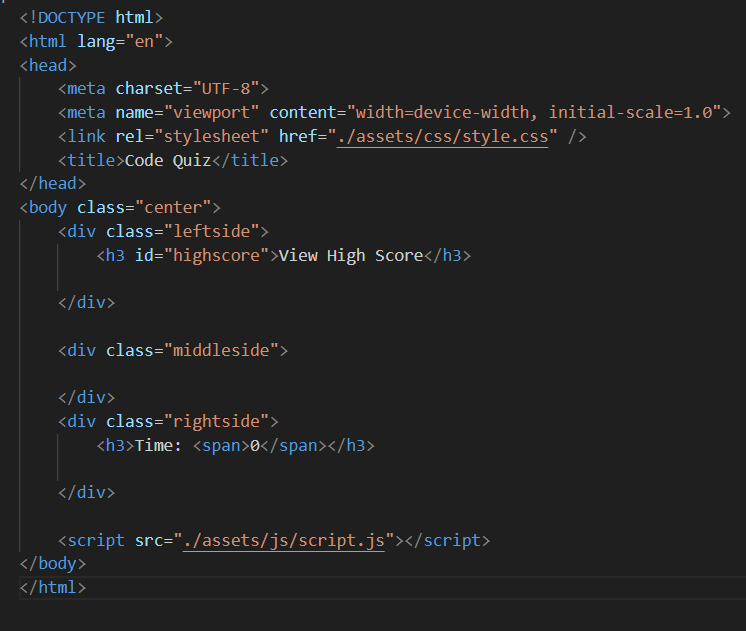 <!DOCTYPE html>
<html lang="en">
<head>
    <meta charset="UTF-8">
    <meta name="viewport" content="width=device-width, initial-scale=1.0">
    <link rel="stylesheet" href="./assets/css/style.css" />
    <title>Code Quiz</title>
</head>
<body class="center">
    <div class="leftside">
        <h3 id="highscore">View High Score</h3>
    </div>
    <div class="middleside">
    </div>
    <div class="rightside">
        <h3>Time: <span>0</span></h3>
    </div>
    <script src="./assets/js/script.js"></script>
</body>
</html>